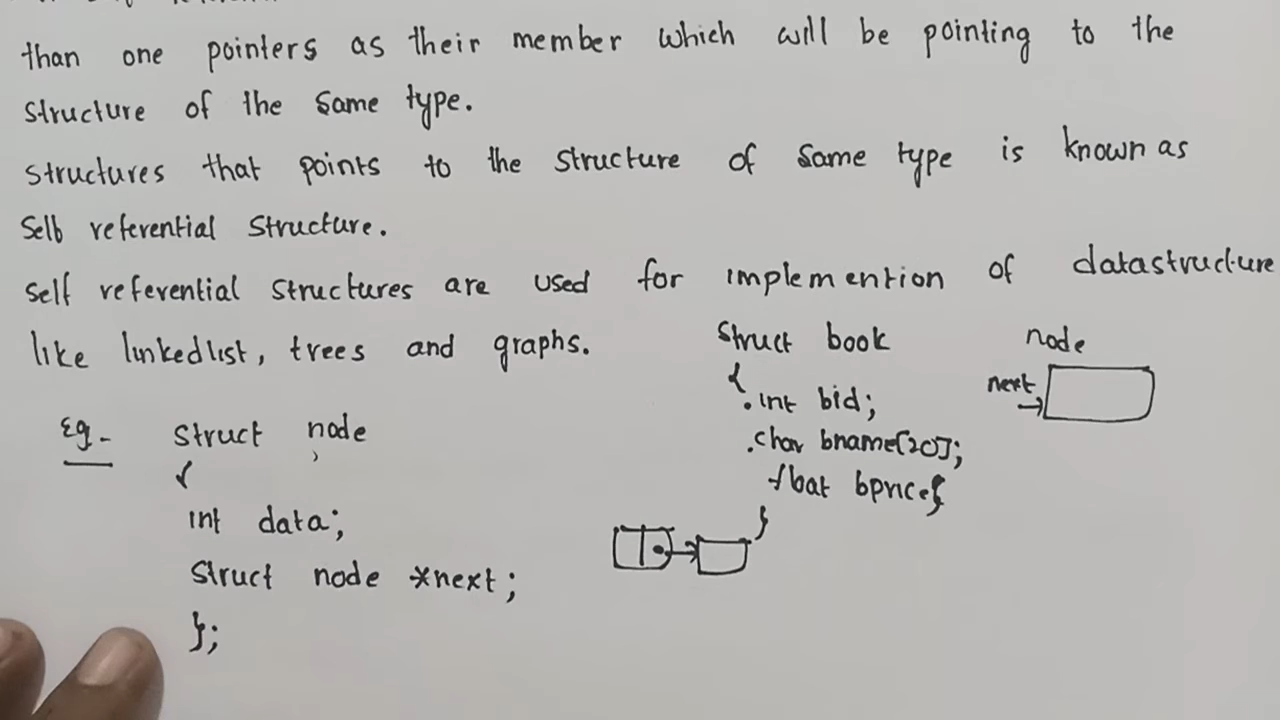 than one pointers as their member which will be pointing to the
structure of the same type.
structures that points to the structure of same type is known as
Self referential structure.
self referential structures are used for implemention of datastructure
like linkedlist, trees and graphs.
Eg- struct node
{
int data;
struct node *next;
};
struct book
{
.int bid;
.char bname[20];
float bprice;
}
node
next